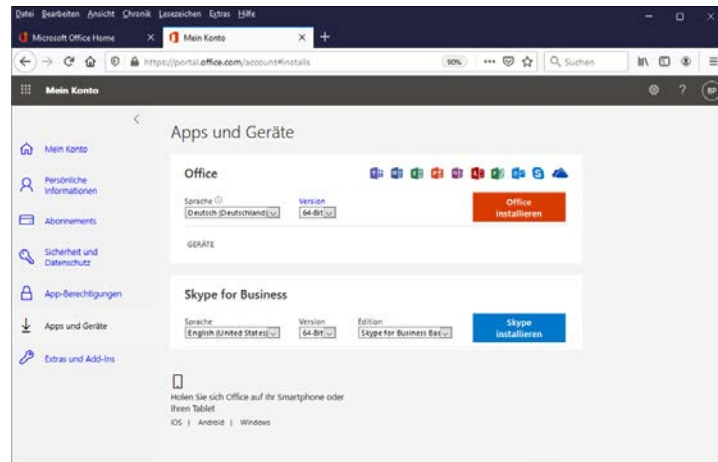 Datei Bearbeiten Ansicht Chronik Lesezeichen Extras Hilfe
Microsoft Office Home
Mein Konto
https://portal.office.com/account#installs
90%
Suchen
Mein Konto
?
BP
Apps und Geräte
Mein Konto
Persönliche
Informationen
Abonnements
Sicherheit und
Datenschutz
App-Berechtigungen
Apps und Geräte
Extras und Add-Ins
Office
Sprache
Version
Deutsch (Deutschland)
64-Bit
Office
installieren
GERÄTE
Skype for Business
Sprache
Version
Edition
English (United States)
64-Bit
Skype for Business Bas
Skype
installieren
Holen Sie sich Office auf Ihr Smartphone oder
Ihren Tablet
iOS | Android | Windows